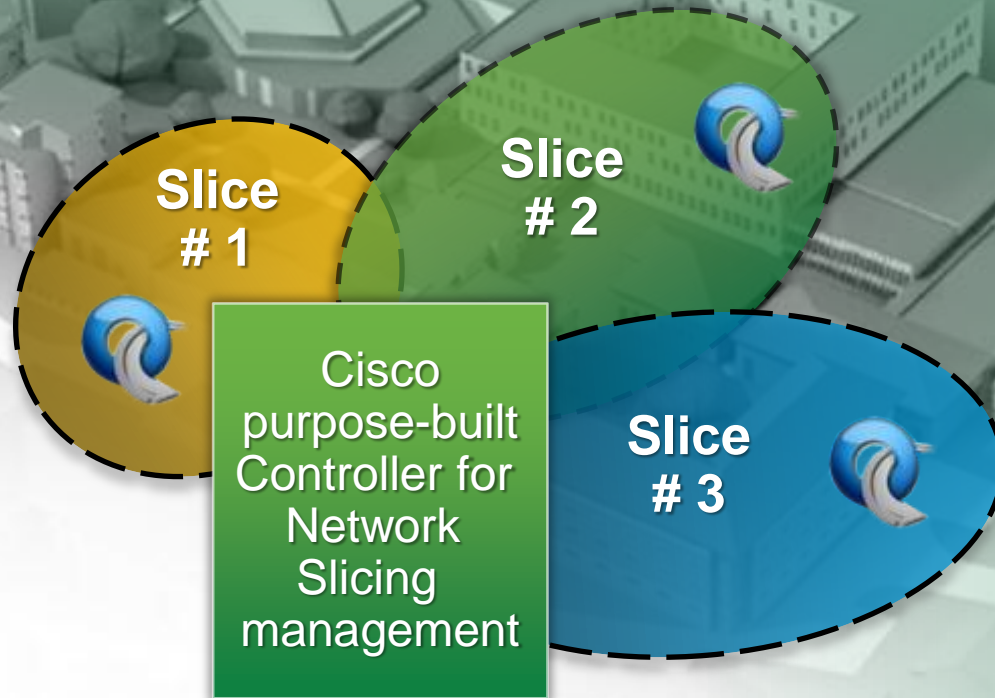 Slice
# 1
Slice
# 2
Cisco
purpose-built
Controller for
Network
Slicing
management
Slice
# 3